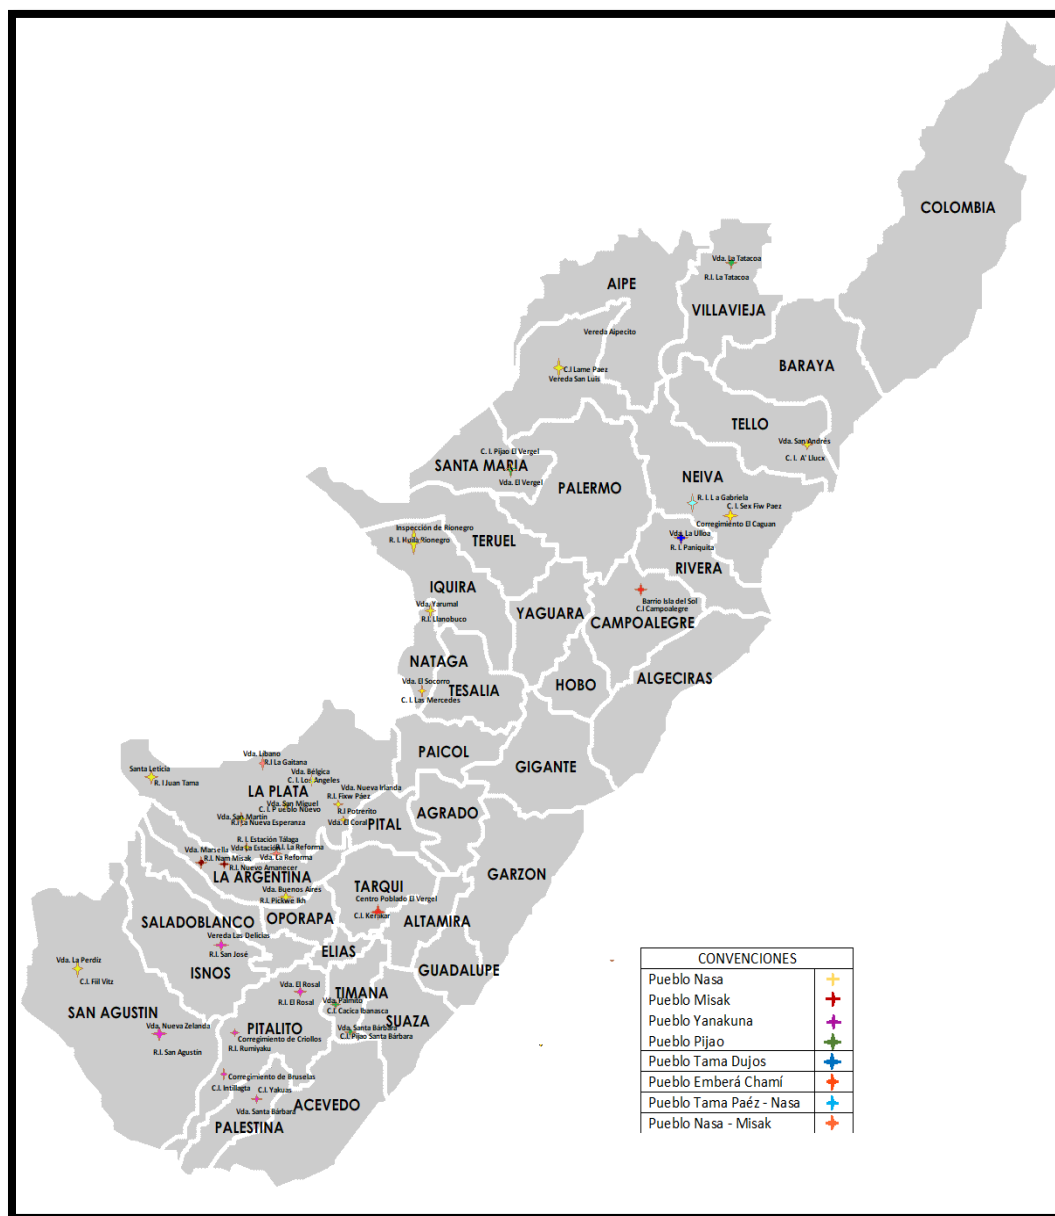 COLOMBIA
Vda. La Tatacoa
R.I. La Tatacoa
AIPE
VILLAVIEJA
Vereda Aipecito
C.I Lame Paez
Vereda San Luis
BARAYA
TELLO
Vda. San Andrés
C. I. A' Llucx
C. I. Pijao El Vergel
SANTA MARIA
Vda. El Vergel
PALERMO
NEIVA
R. I. La Gabriela
C. I. Sex Fiw Paez
Corregimiento El Caguan
Inspección de Rionegro
R. I. Huila Rionegro
TERUEL
Vda. La Ulloa
R. I. Paniquita
RIVERA
IQUIRA
Vda. Yarumal
R.I. Llanobuco
YAGUARA
Barrio Isla del Sol
C.I Campoalegre
CAMPOALEGRE
NATAGA
Vda. El Socorro
C. I. Las Mercedes
TESALIA
HOBO
ALGECIRAS
PAICOL
GIGANTE
Vda. Líbano
R.I La Gaitana
Santa Leticia
R. I Juan Tama
Vda. Bélgica
C. I. Los Angeles
LA PLATA
Vda. Nueva Irlanda
R.I. Fixw Páez
Vda. San Miguel
C. I. Pueblo Nuevo
R.I Potrerito
Vda. San Martín
R.I La Nueva Esperanza
Vda. El Coral
PITAL
AGRADO
R. I. Estación Tálaga
Vda La Estación
R.I. La Reforma
Vda. La Reforma
Vda. Marsella
R.I. Nam Misak
R.I. Nuevo Amanecer
LA ARGENTINA
GARZON
Vda. Buenos Aires
R.I. Pickwe Ikh
TARQUI
Centro Poblado El Vergel
C.I. Kerakar
OPORAPA
SALADOBLANCO
Vereda Las Delicias
R.I. San José
ALTAMIRA
ELIAS
ISNOS
GUADALUPE
Vda. La Perdiz
C.I. Fiil Vitz
Vda. El Rosal
R.I. El Rosal
TIMANA
Vda. Palmito
C.I. Cacica Ibanasca
SAN AGUSTIN
Vda. Nueva Zelanda
R.I. San Agustín
PITALITO
Corregimiento de Criollos
R.I. Rumiyaku
SUAZA
Vda. Santa Bárbara
C.I. Pijao Santa Bárbara
Corregimiento de Bruselas
C.I. Intillagta
C.I. Yakuas
Vda. Santa Bárbara
ACEVEDO
PALESTINA
CONVENCIONES
Pueblo Nasa
Pueblo Misak
Pueblo Yanakuna
Pueblo Pijao
Pueblo Tama Dujos
Pueblo Emberá Chamí
Pueblo Tama Paéz - Nasa
Pueblo Nasa - Misak